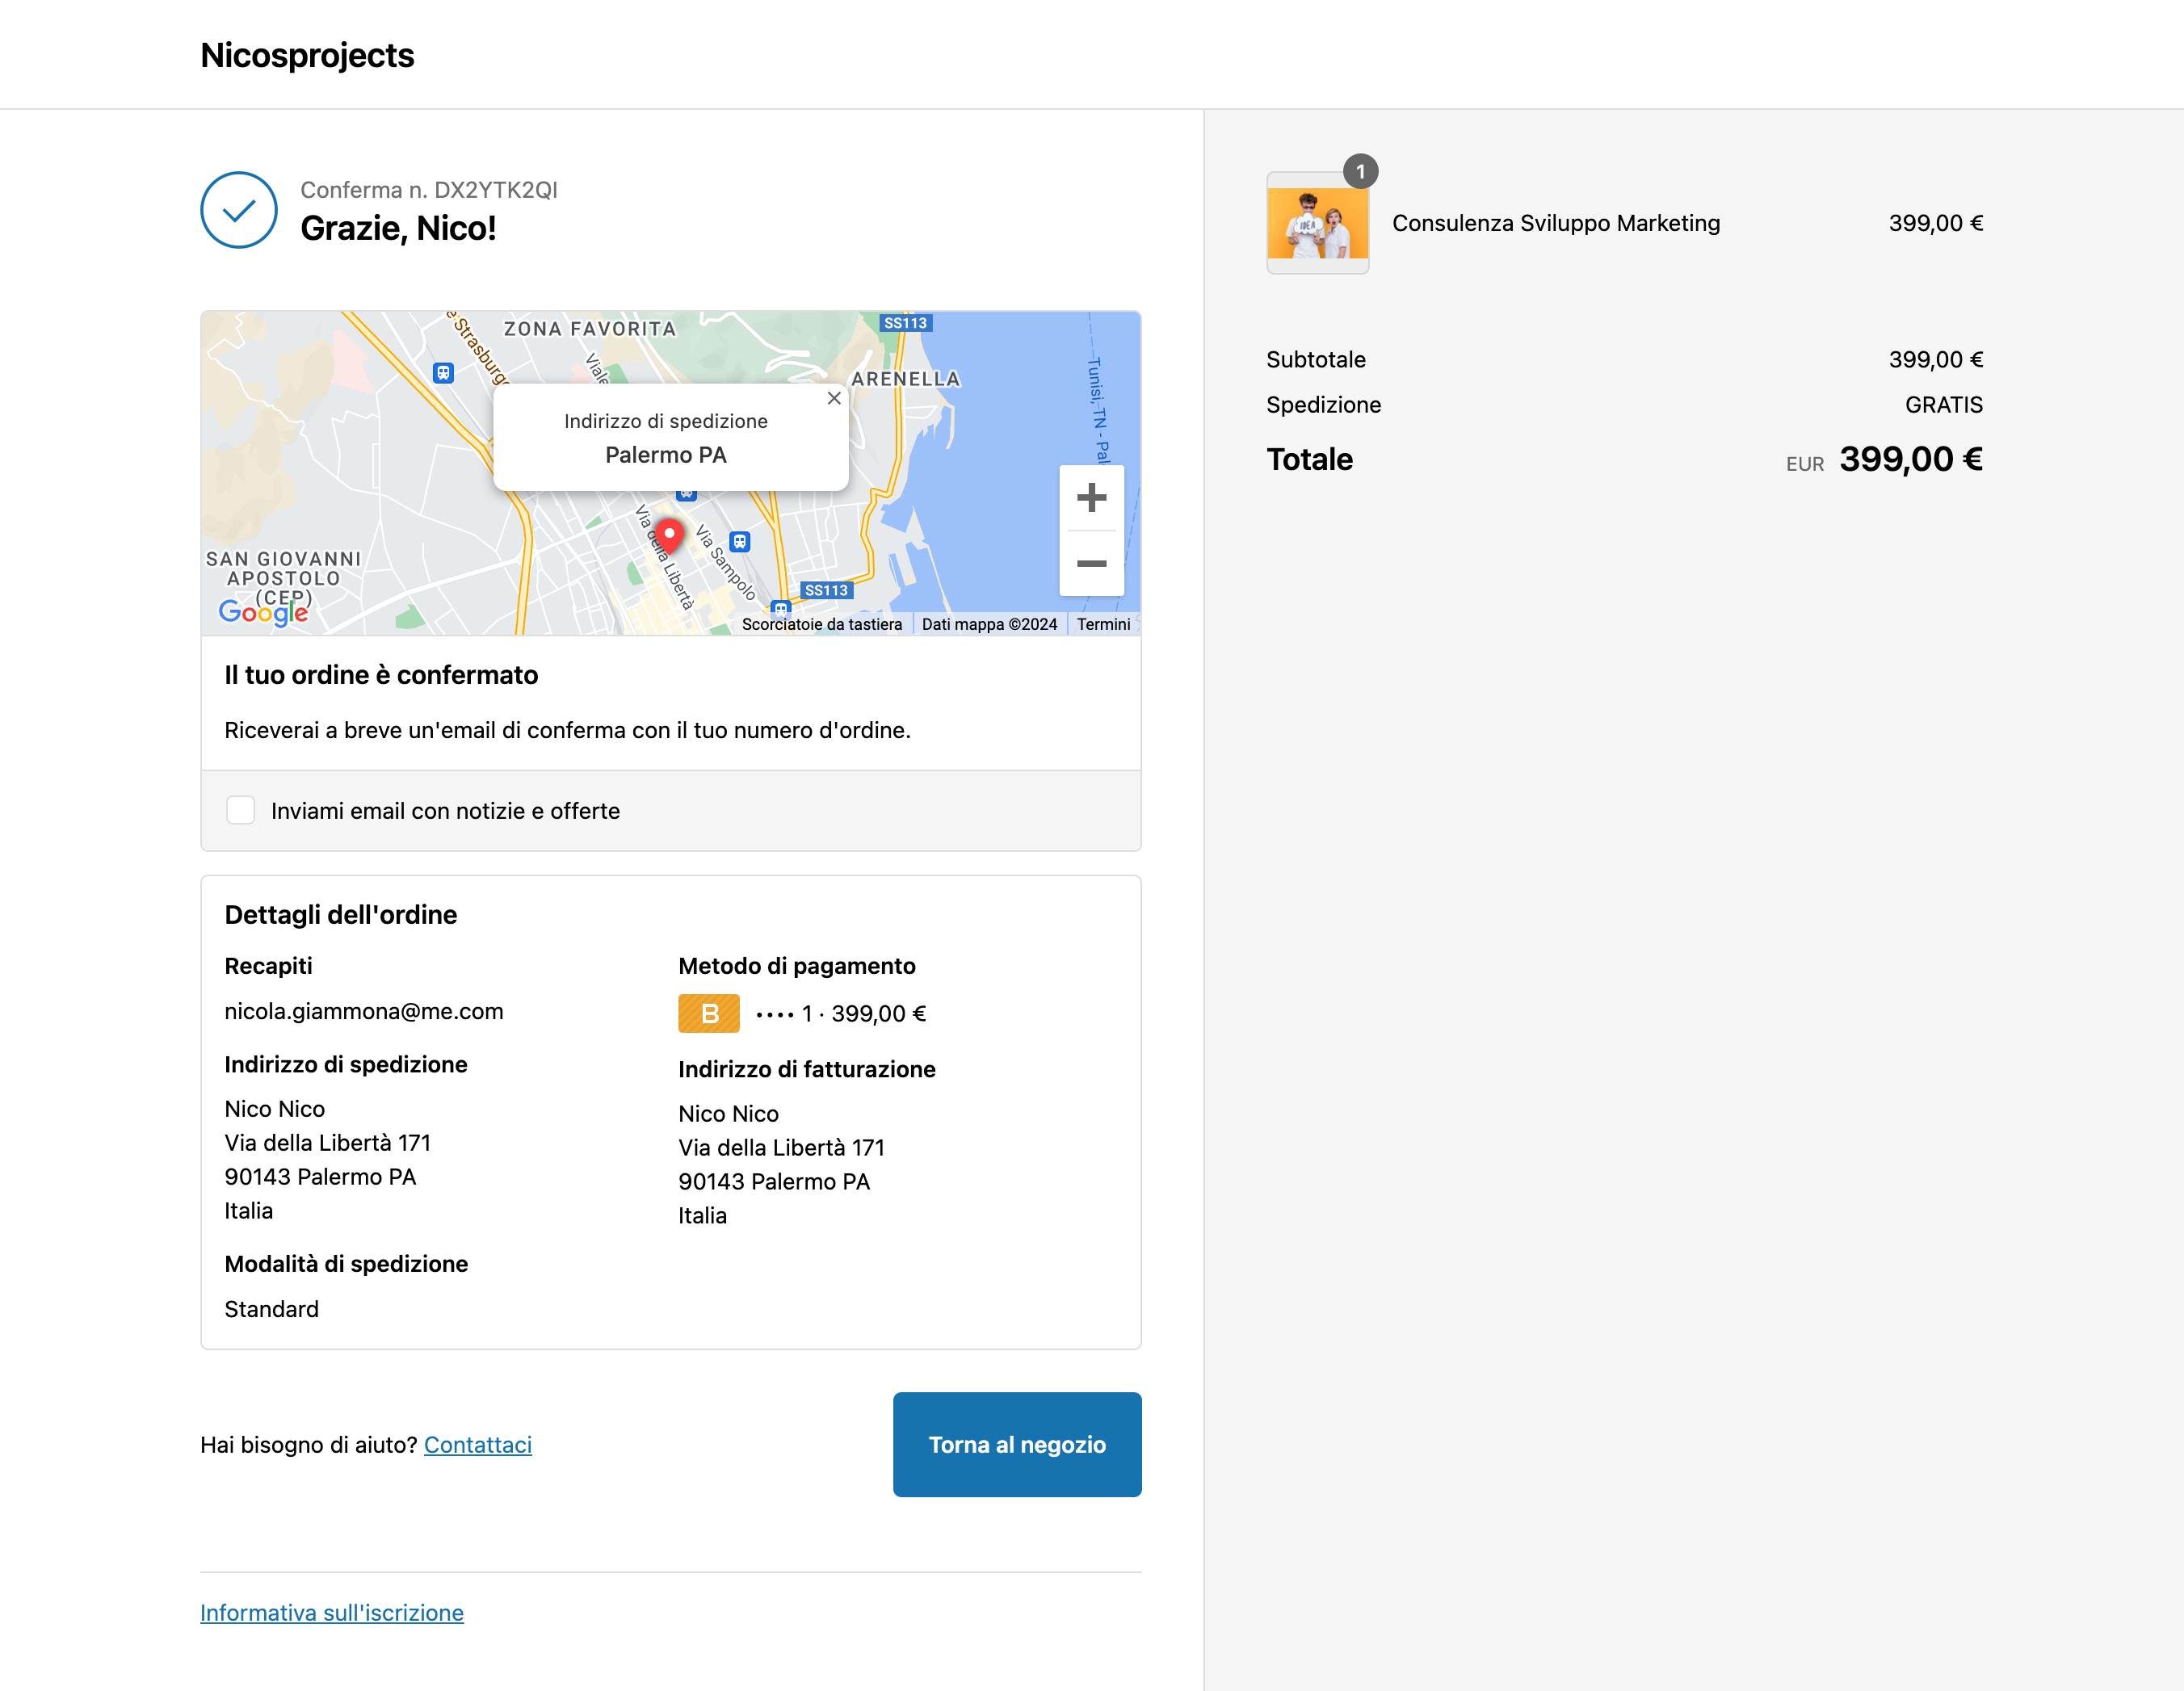 Nicosprojects
Conferma n. DX2YTK2QI
Grazie, Nico!
ZONA FAVORITA
SS113
ARENELLA
Viale
Tunisi, TN - Pal
Indirizzo di spedizione
Palermo PA
Via della Libertà
Via Sampolo
SAN GIOVANNI
APOSTOLO
(CEP)
SS113
Google
Scorciatoie da tastiera
Dati mappa ©2024
Termini
Il tuo ordine è confermato
Riceverai a breve un'email di conferma con il tuo numero d'ordine.
Inviami email con notizie e offerte
Dettagli dell'ordine
Recapiti
nicola.giammona@me.com
Indirizzo di spedizione
Nico Nico
Via della Libertà 171
90143 Palermo PA
Italia
Modalità di spedizione
Standard
Metodo di pagamento
B •••• 1 · 399,00 €
Indirizzo di fatturazione
Nico Nico
Via della Libertà 171
90143 Palermo PA
Italia
Hai bisogno di aiuto? Contattaci
Torna al negozio
Informativa sull'iscrizione
1
IDEA
Consulenza Sviluppo Marketing 399,00 €
Subtotale 399,00 €
Spedizione GRATIS
Totale EUR 399,00 €